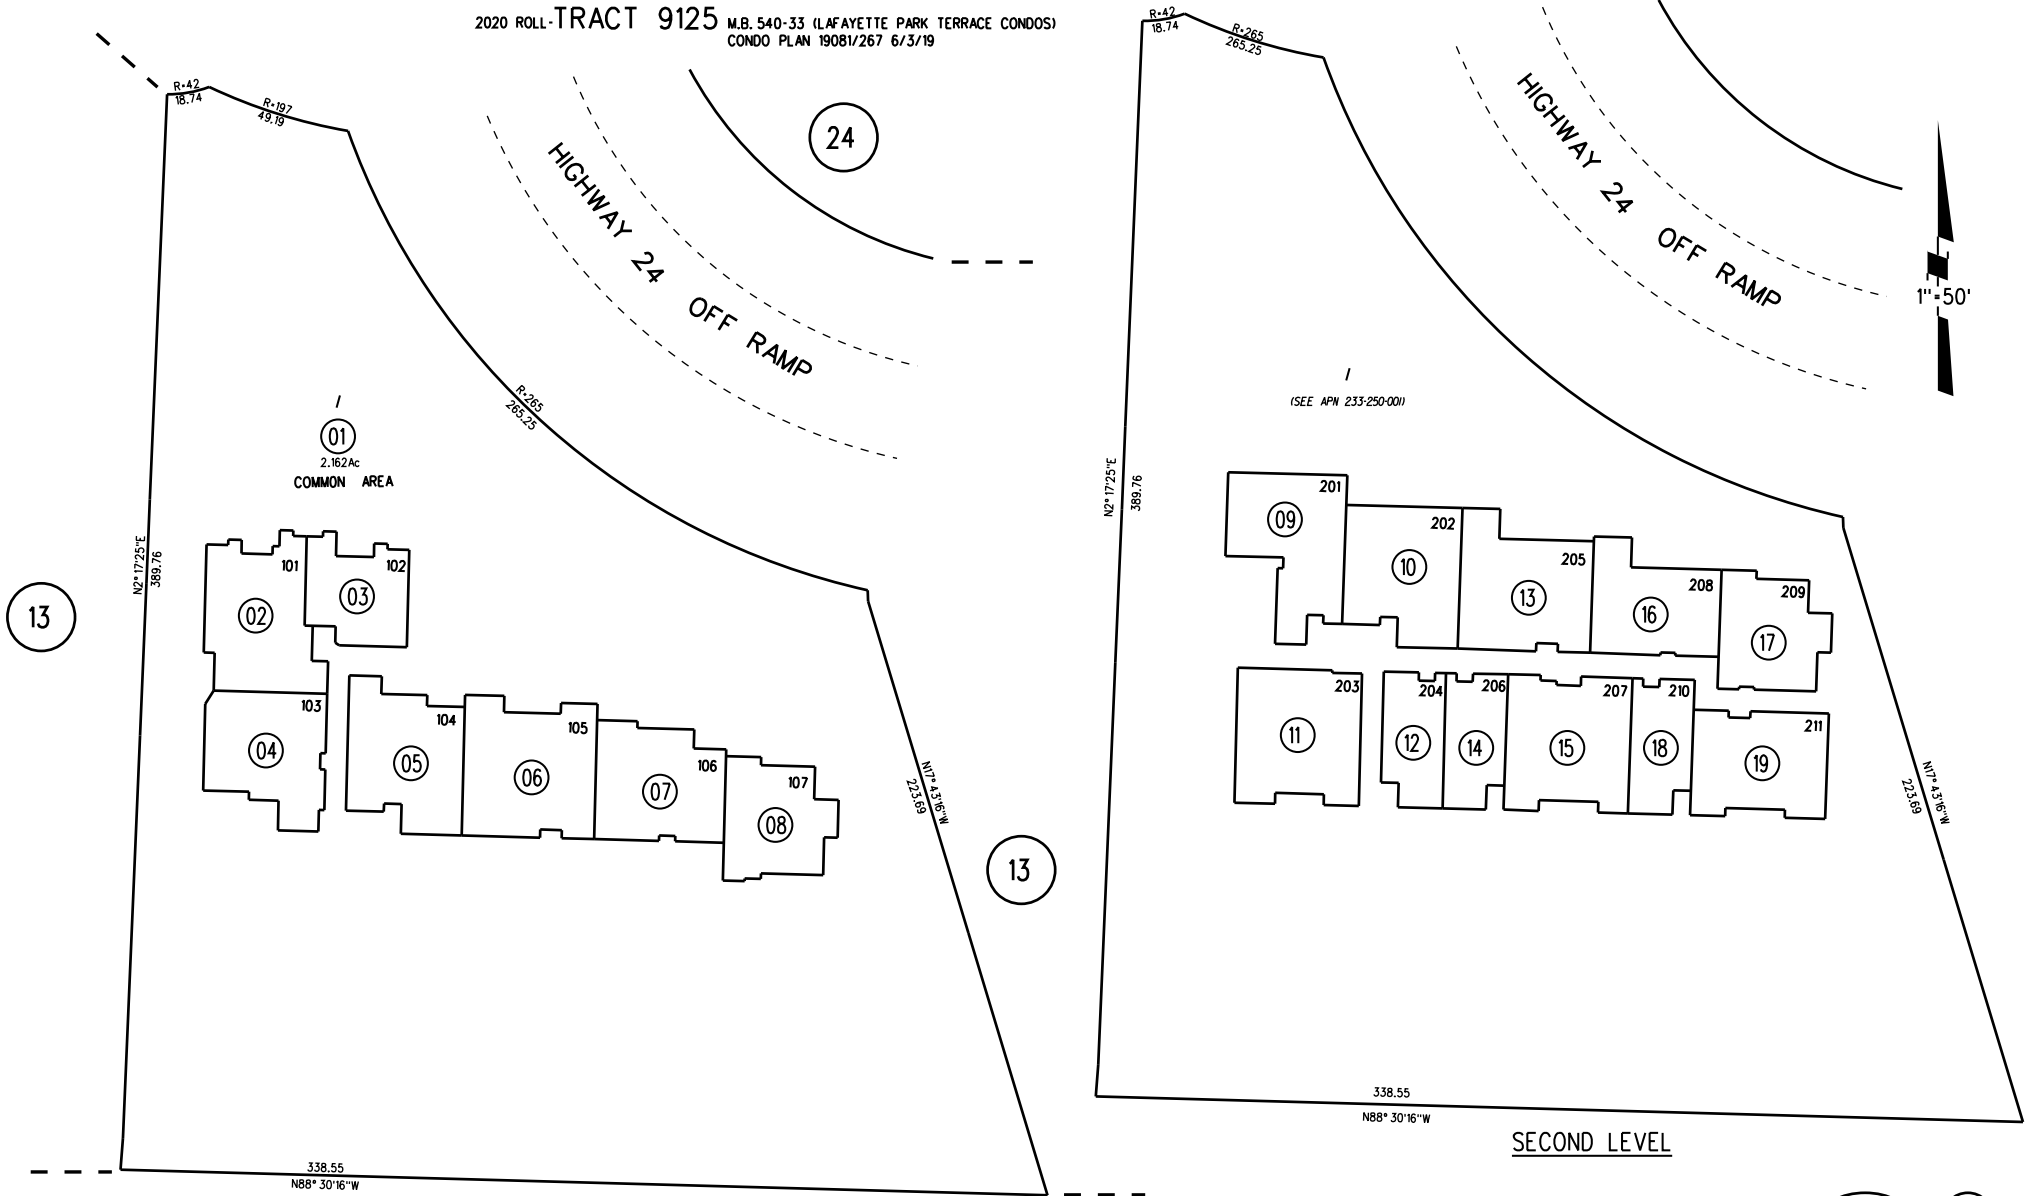 2020 ROLL-TRACT 9125 M.B. 540-33 (LAFAYETTE PARK TERRACE CONDOS)
CONDO PLAN 19081/267 6/3/19
R=42
18.74
R=197
49.19
24
HIGHWAY 24 OFF RAMP
R=265
265.25
1
01
2.162Ac
COMMON AREA
N2°17'25"E
389.76
13
101
02
102
03
103
04
104
05
105
06
106
07
107
08
N17°43'16"W
223.69
13
338.55
N88°30'16"W
R=42
18.74
R=265
265.25
HIGHWAY 24 OFF RAMP
1"=50'
1
(SEE APN 233-250-001)
N2°17'25"E
389.76
201
09
202
10
205
13
208
16
209
17
203
11
204
12
206
14
207
15
210
18
211
19
N17°43'16"W
223.69
338.55
N88°30'16"W
SECOND LEVEL